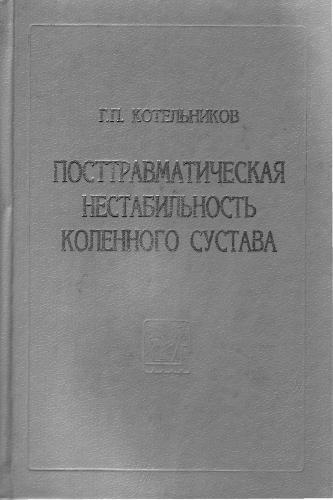 Г.П. КОТЕЛЬНИКОВ
ПОСТТРАВМАТИЧЕСКАЯ
НЕСТАБИЛЬНОСТЬ
КОЛЕННОГО СУСТАВА